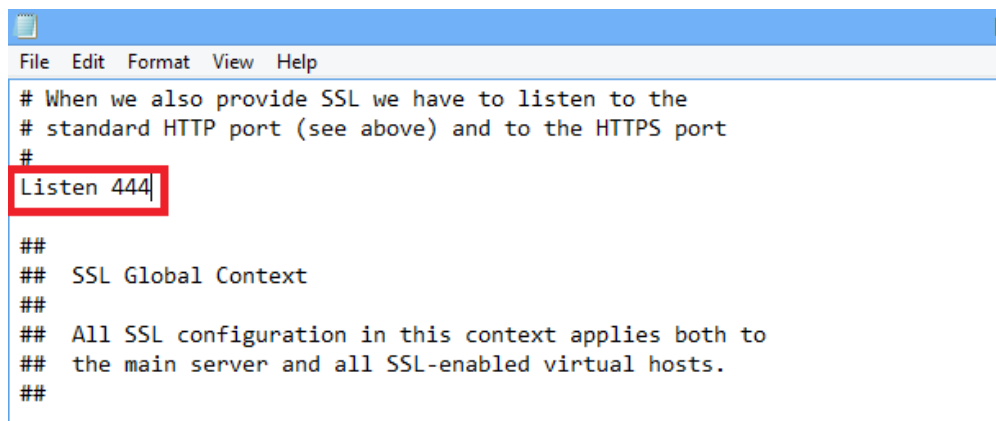 File Edit Format View Help
# When we also provide SSL we have to listen to the
# standard HTTP port (see above) and to the HTTPS port
#
Listen 444
##
##  SSL Global Context
##
##  All SSL configuration in this context applies both to
##  the main server and all SSL-enabled virtual hosts.
##